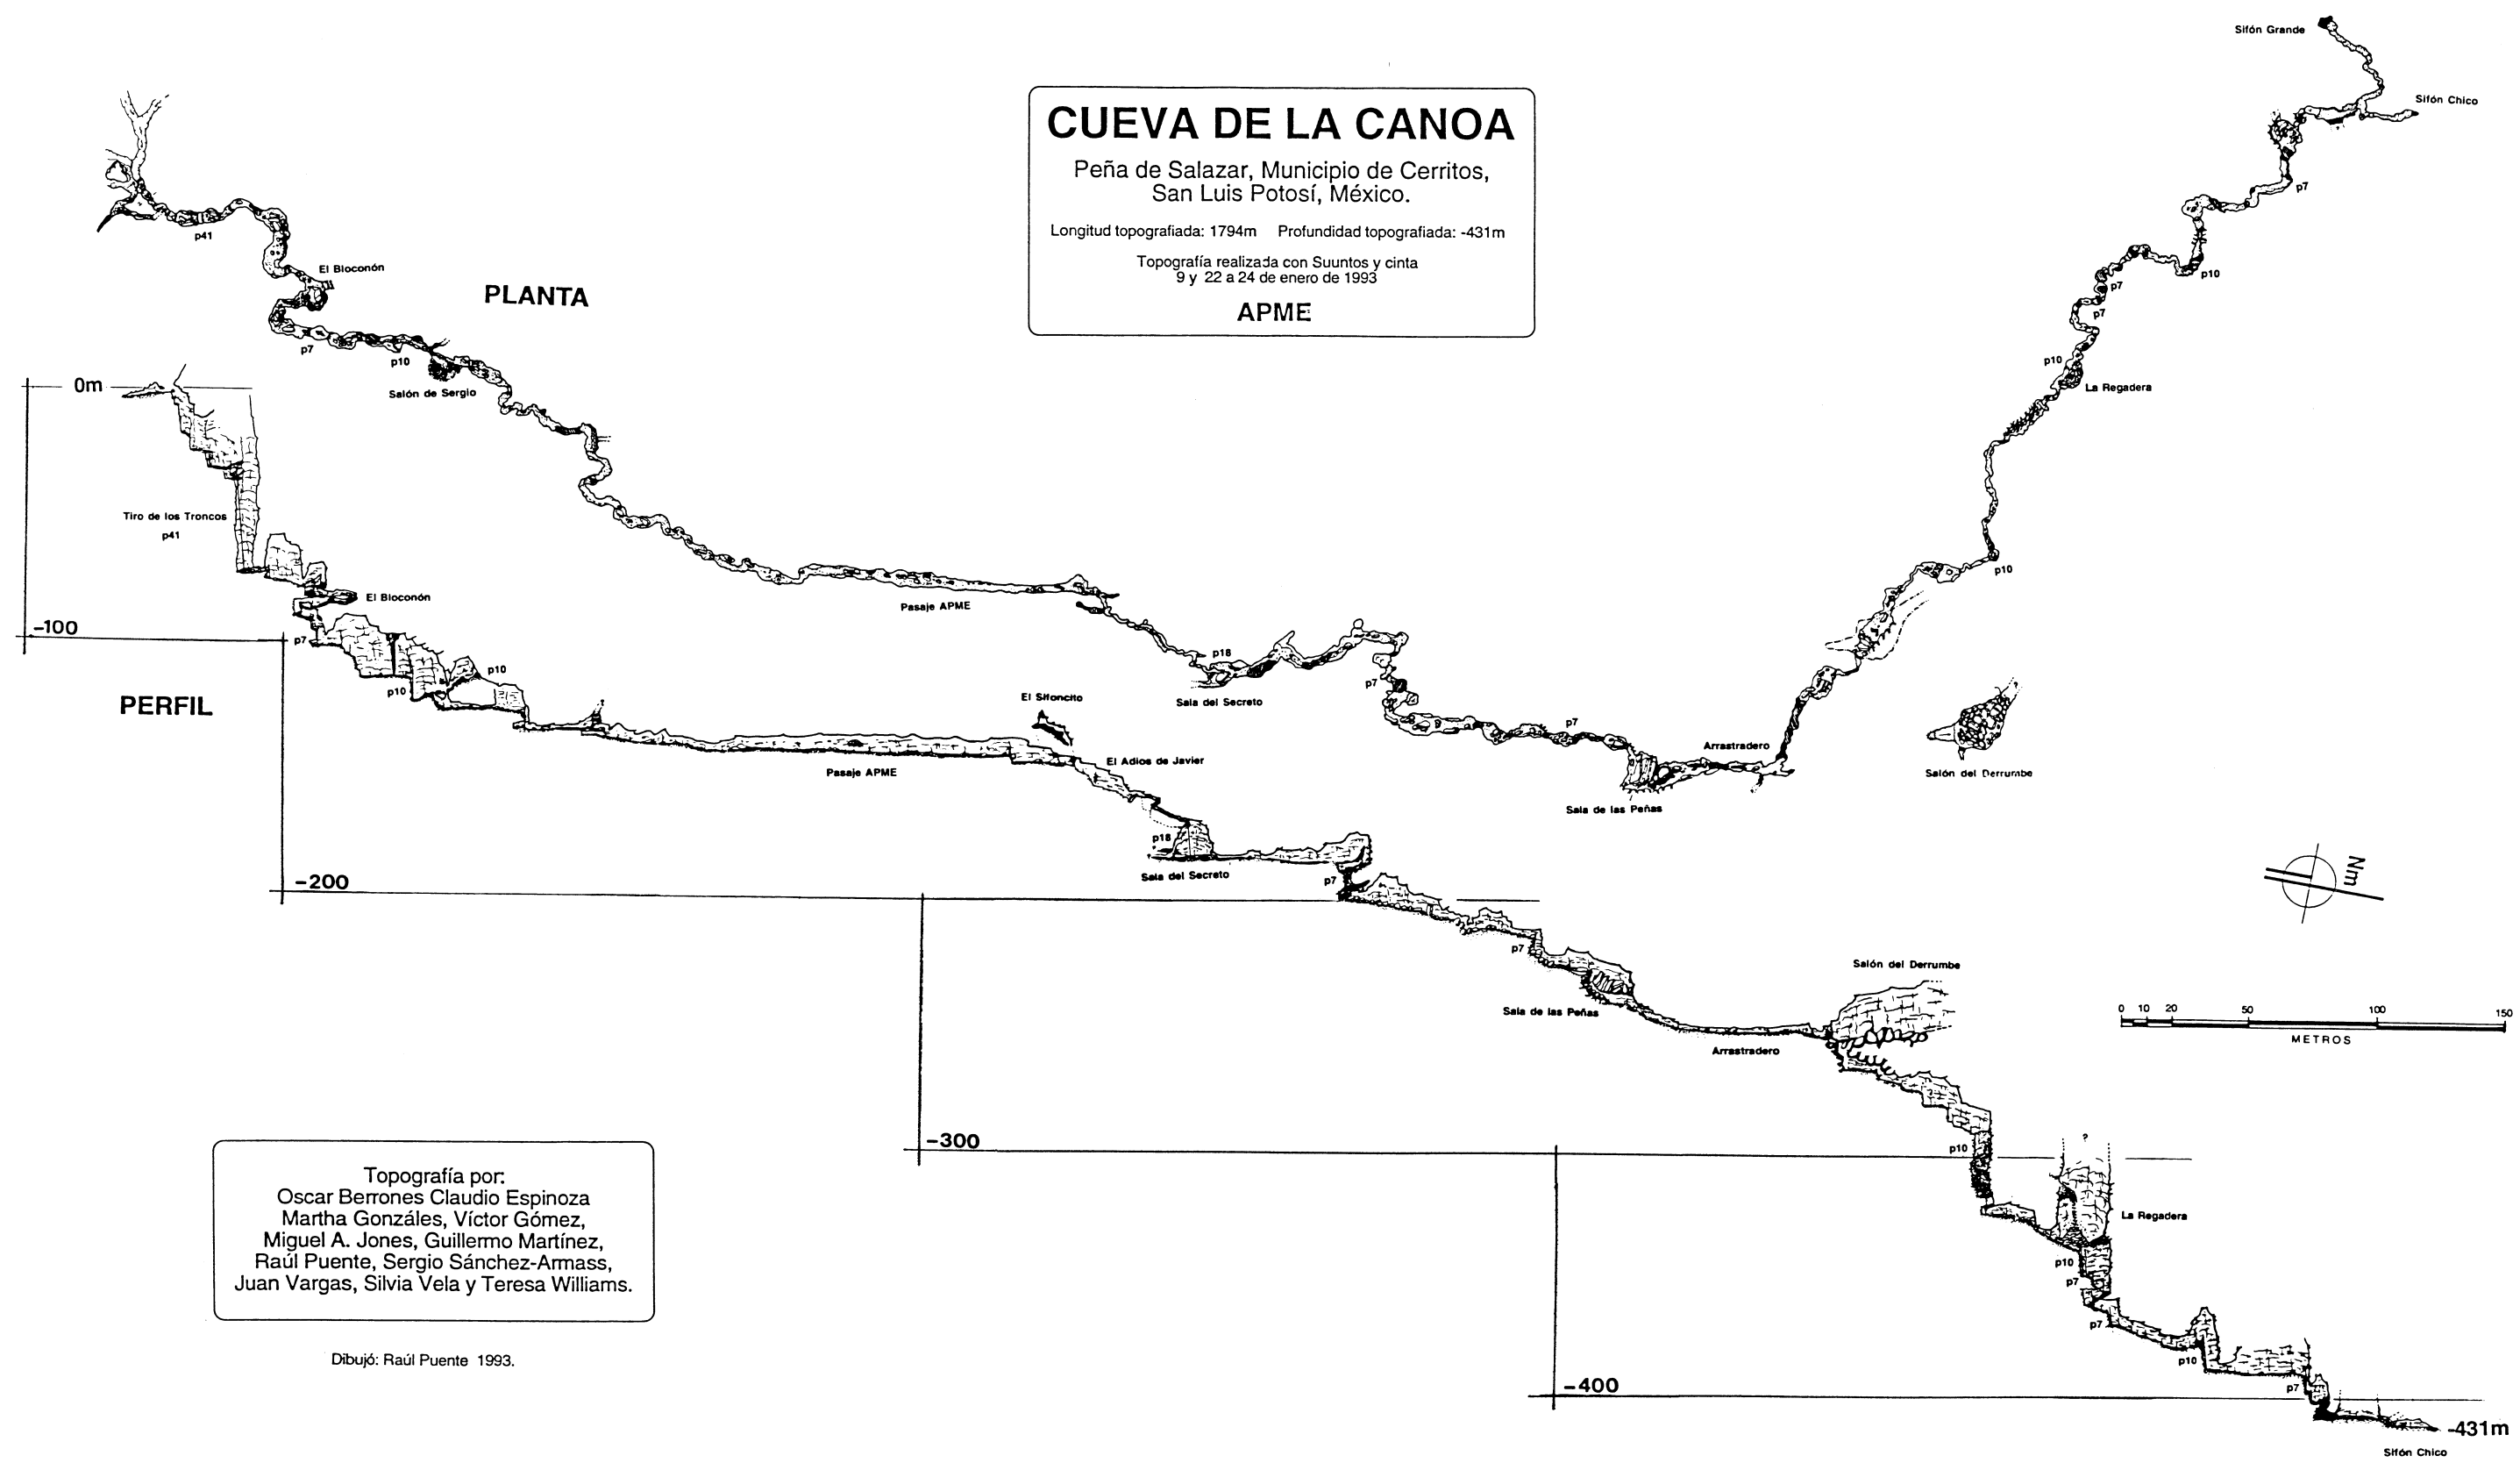 Sifón Grande
Sifón Chico
CUEVA DE LA CANOA
Peña de Salazar, Municipio de Cerritos,
San Luis Potosí, México.
Longitud topografiada: 1794m Profundidad topografiada: -431m
Topografía realizada con Suuntos y cinta
9 y 22 a 24 de enero de 1993
APME
p7
p41
El Bloconón
PLANTA
p10
p7
p7
p7
p10
Salón de Sergio
p10
La Regadera
0m
Tiro de los Troncos
p41
p10
El Bloconón
Pasaje APME
-100
p7
p18
p10
p10
p7
PERFIL
El Sifoncito
Sala del Secreto
p7
Arrastradero
El Adios de Javier
Pasaje APME
Salón del Derrumbe
Sala de las Peñas
p18
Nm
Sala del Secreto
p7
-200
p7
Salón del Derrumbe
Sala de las Peñas
0 10 20 50 100 150
METROS
Arrastradero
-300
?
p10
Topografía por:
Oscar Berrones Claudio Espinoza
Martha Gonzáles, Víctor Gómez,
Miguel A. Jones, Guillermo Martínez,
Raúl Puente, Sergio Sánchez-Armass,
Juan Vargas, Silvia Vela y Teresa Williams.
La Regadera
p10
p7
p7
Dibujó: Raúl Puente 1993.
p10
-400
p7
-431m
Sifón Chico